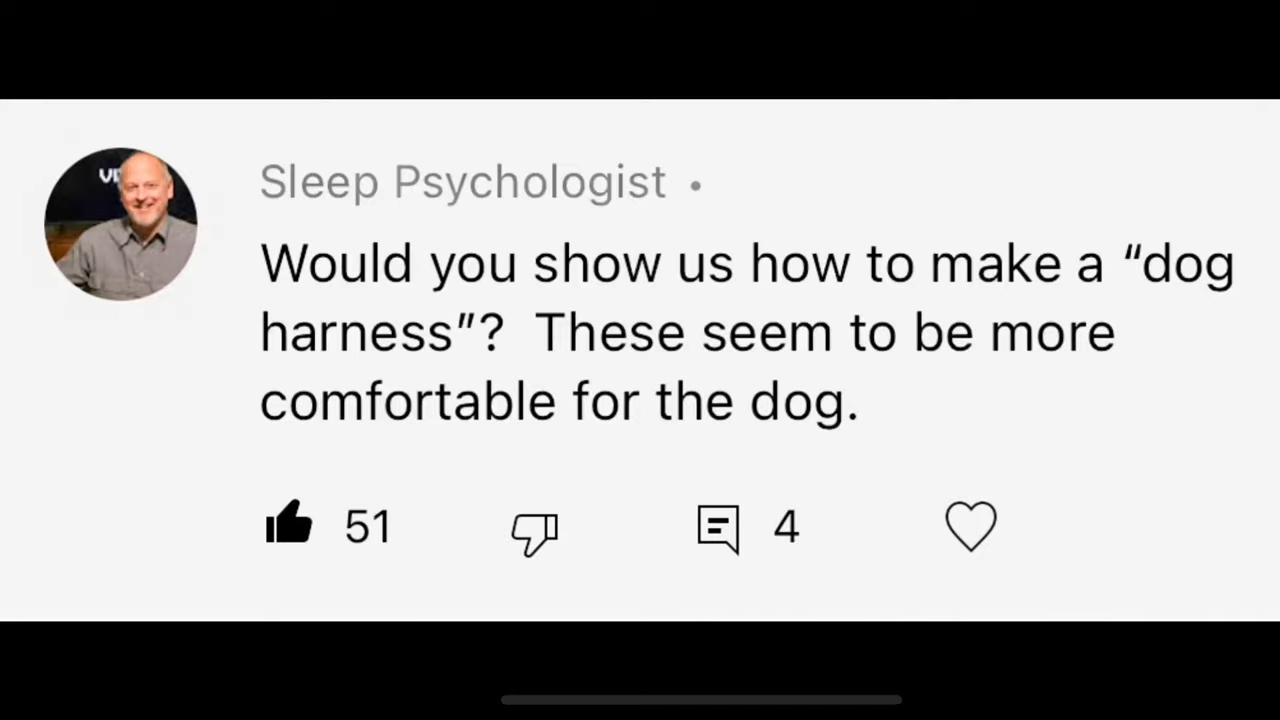 Sleep Psychologist •
Would you show us how to make a “dog
harness”?  These seem to be more
comfortable for the dog.
51
4